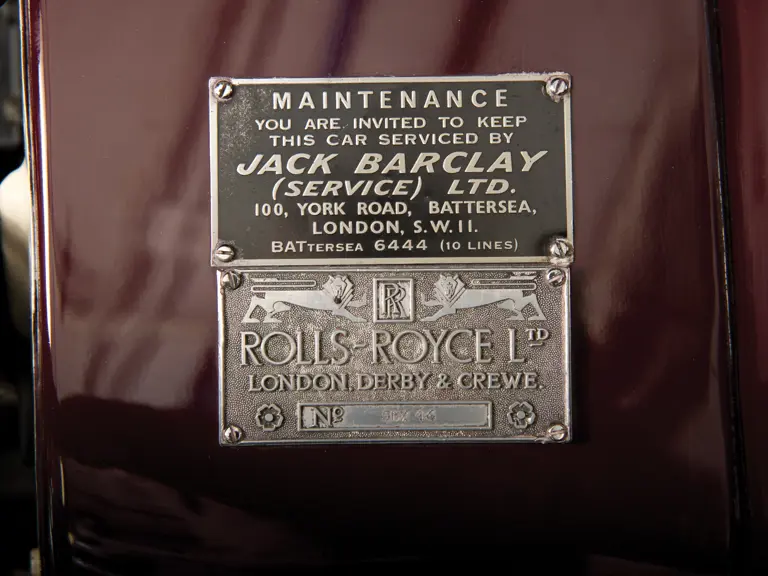 MAINTENANCE
YOU ARE INVITED TO KEEP
THIS CAR SERVICED BY
JACK BARCLAY
(SERVICE) LTD.
100, YORK ROAD, BATTERSEA,
LONDON, S.W.11.
BATTERSEA 6444 (10 LINES)
RR
ROLLS-ROYCE LTD
LONDON, DERBY & CREWE.
No